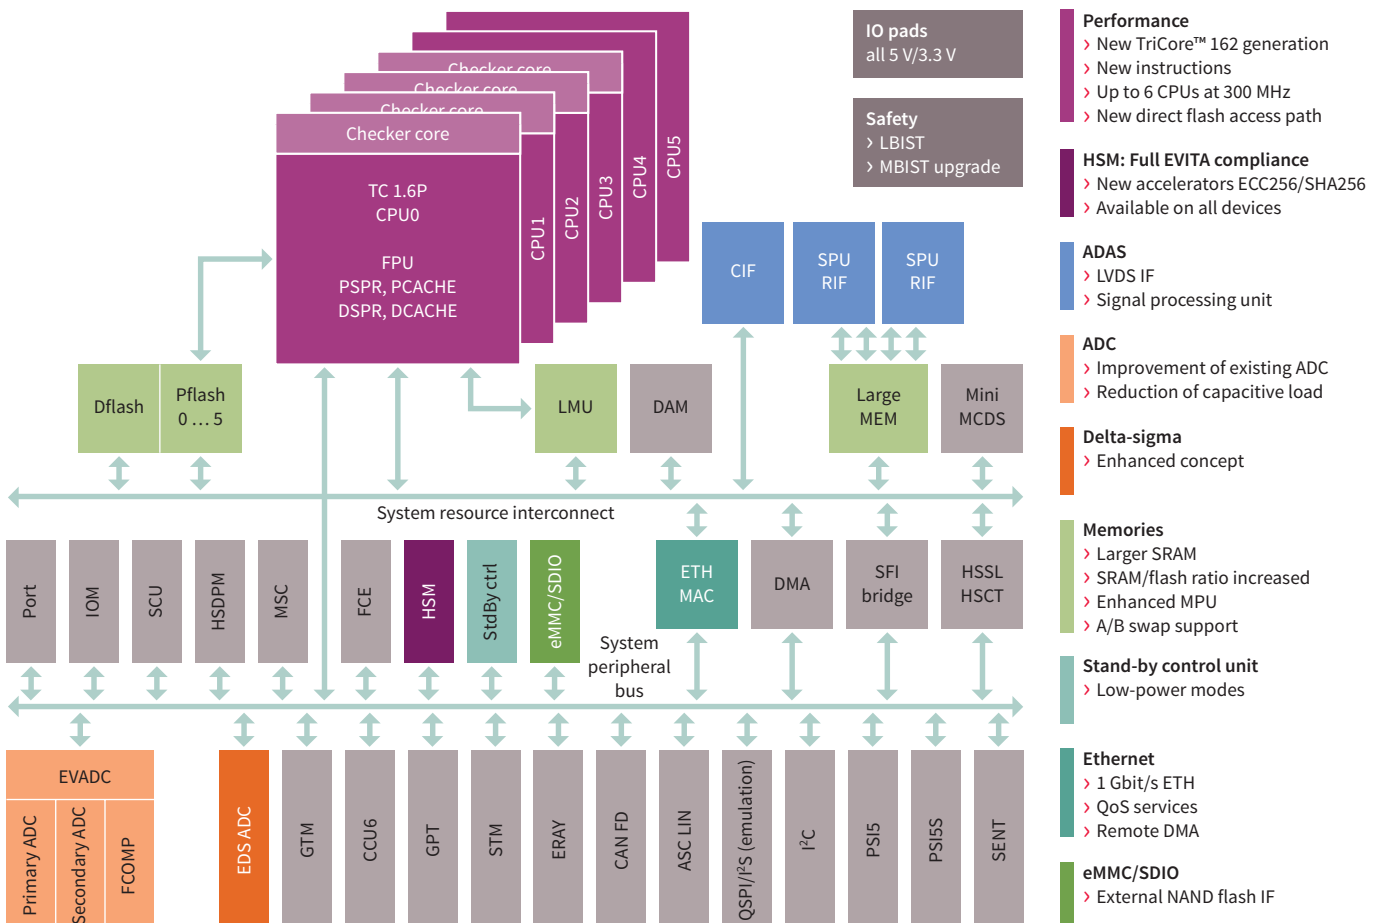 IO pads
all 5 V/3.3 V
Safety
› LBIST
› MBIST upgrade
Checker core
Checker core
Checker core
Checker core
TC 1.6P
CPU0
FPU
PSPR, PCACHE
DSPR, DCACHE
CPU1
CPU2
CPU3
CPU4
CPU5
CIF
SPU
RIF
SPU
RIF
Dflash
Pflash
0 … 5
LMU
DAM
Large
MEM
Mini
MCDS
System resource interconnect
Port
IOM
SCU
HSDPM
MSC
FCE
HSM
StdBy ctrl
eMMC/SDIO
ETH
MAC
DMA
SFI
bridge
HSSL
HSCT
System
peripheral
bus
EVADC
Primary ADC
Secondary ADC
FCOMP
EDS ADC
GTM
CCU6
GPT
STM
ERAY
CAN FD
ASC LIN
QSPI/I²S (emulation)
I²C
PSI5
PSI5S
SENT
Performance
› New TriCore™ 162 generation
› New instructions
› Up to 6 CPUs at 300 MHz
› New direct flash access path
HSM: Full EVITA compliance
› New accelerators ECC256/SHA256
› Available on all devices
ADAS
› LVDS IF
› Signal processing unit
ADC
› Improvement of existing ADC
› Reduction of capacitive load
Delta-sigma
› Enhanced concept
Memories
› Larger SRAM
› SRAM/flash ratio increased
› Enhanced MPU
› A/B swap support
Stand-by control unit
› Low-power modes
Ethernet
› 1 Gbit/s ETH
› QoS services
› Remote DMA
eMMC/SDIO
› External NAND flash IF